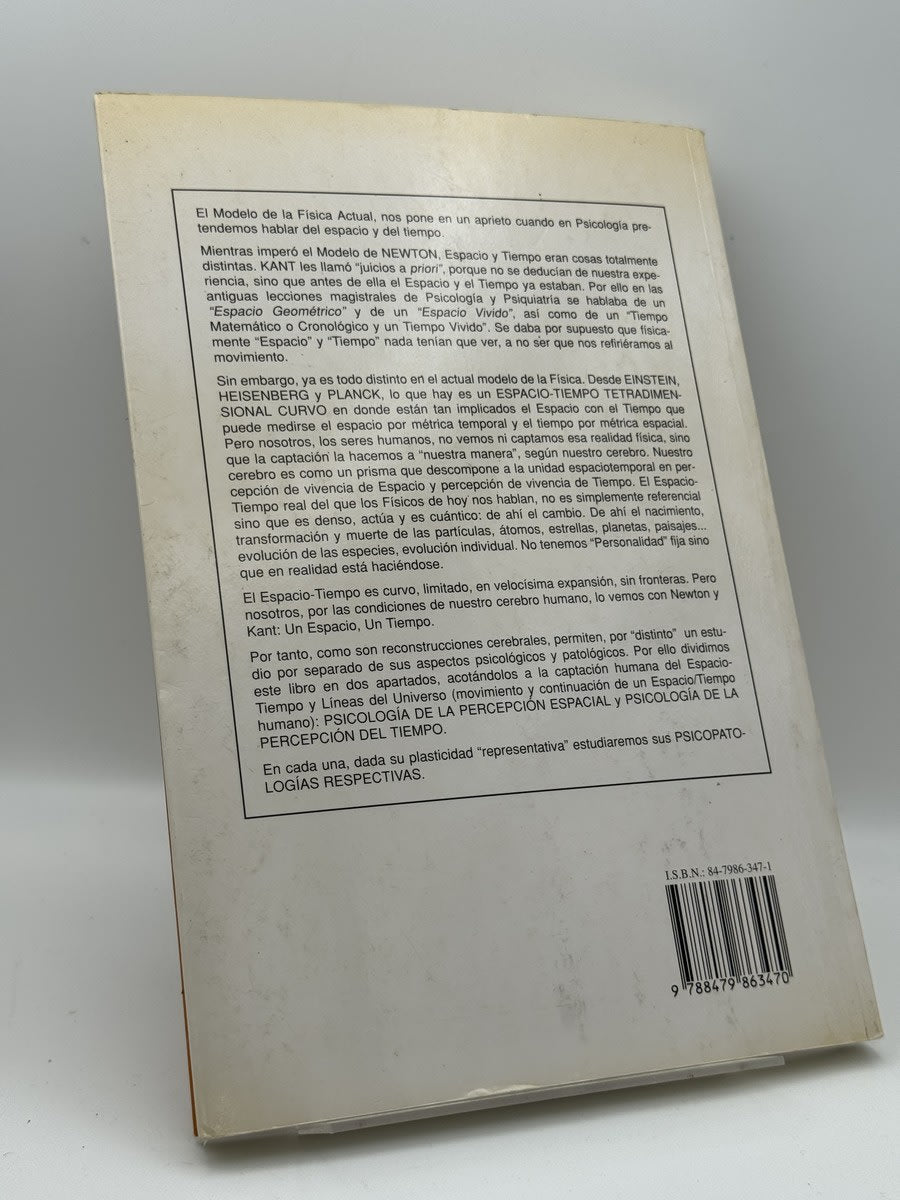 El Modelo de la Física Actual, nos pone en un aprieto cuando en Psicología pre-
tendemos hablar del espacio y del tiempo.
Mientras imperó el Modelo de NEWTON, Espacio y Tiempo eran cosas totalmente
distintas. KANT les llamó "juicios a priori", porque no se deducían de nuestra expe-
riencia, sino que antes de ella el Espacio y el Tiempo ya estaban. Por ello en las
antiguas lecciones magistrales de Psicología y Psiquiatría se hablaba de un
"Espacio Geométrico" y de un "Espacio Vivido", así como de un "Tiempo
Matemático o Cronológico y un Tiempo Vivido". Se daba por supuesto que física-
mente "Espacio" y "Tiempo" nada tenían que ver, a no ser que nos refiriéramos al
movimiento.
Sin embargo, ya es todo distinto en el actual modelo de la Física. Desde EINSTEIN,
HEISENBERG y PLANCK, lo que hay es un ESPACIO-TIEMPO TETRADIMEN-
SIONAL CURVO en donde están tan implicados el Espacio con el Tiempo que
puede medirse el espacio por métrica temporal y el tiempo por métrica espacial.
Pero nosotros, los seres humanos, no vemos ni captamos esa realidad física, sino
que la captación la hacemos a "nuestra manera", según nuestro cerebro. Nuestro
cerebro es como un prisma que descompone a la unidad espaciotemporal en per-
cepción de vivencia de Espacio y percepción de vivencia de Tiempo. El Espacio-
Tiempo real del que los Físicos de hoy nos hablan, no es simplemente referencial
sino que es denso, actúa y es cuántico: de ahí el cambio. De ahí el nacimiento,
transformación y muerte de las partículas, átomos, estrellas, planetas, paisajes...
evolución de las especies, evolución individual. No tenemos "Personalidad" fija sino
que en realidad está haciéndose.
El Espacio-Tiempo es curvo, limitado, en velocísima expansión, sin fronteras. Pero
nosotros, por las condiciones de nuestro cerebro humano, lo vemos con Newton y
Kant: Un Espacio, Un Tiempo.
Por tanto, como son reconstrucciones cerebrales, permiten, por "distinto" un estu-
dio por separado de sus aspectos psicológicos y patológicos. Por ello dividimos
este libro en dos apartados, acotándolos a la captación humana del Espacio-
Tiempo y Líneas del Universo (movimiento y continuación de un Espacio/Tiempo
humano): PSICOLOGÍA DE LA PERCEPCIÓN ESPACIAL y PSICOLOGÍA DE LA
PERCEPCIÓN DEL TIEMPO.
En cada una, dada su plasticidad "representativa" estudiaremos sus PSICOPATO-
LOGÍAS RESPECTIVAS.
I.S.B.N.: 84-7986-347-1
9 788479 863470